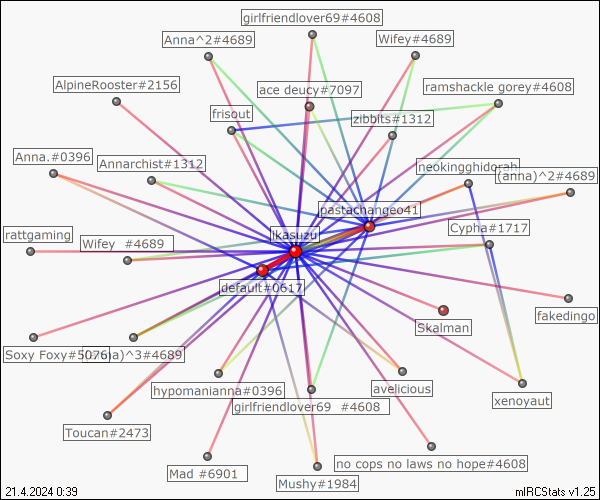 girlfriendlover69#4608
Anna^2#4689
Wifey#4689
AlpineRooster#2156
ace deucy#7097
ramshackle gorey#4608
frisout
zibbits#1312
Anna.#0396
Annarchist#1312
neokingghidorah
(anna)^2#4689
pastachangeo41
Cypha#1717
rattgaming
Wifey #4689
ikasuzu
default#0617
fakedingo
Skalman
Soxy Foxy#5076
)^3#4689
hypomanianna#0396
avelicious
girlfriendlover69 #4608
xenoyaut
Toucan#2473
Mad #6901
no cops no laws no hope#4608
Mushy#1984
21.4.2024 0:39
mIRCStats v1.25